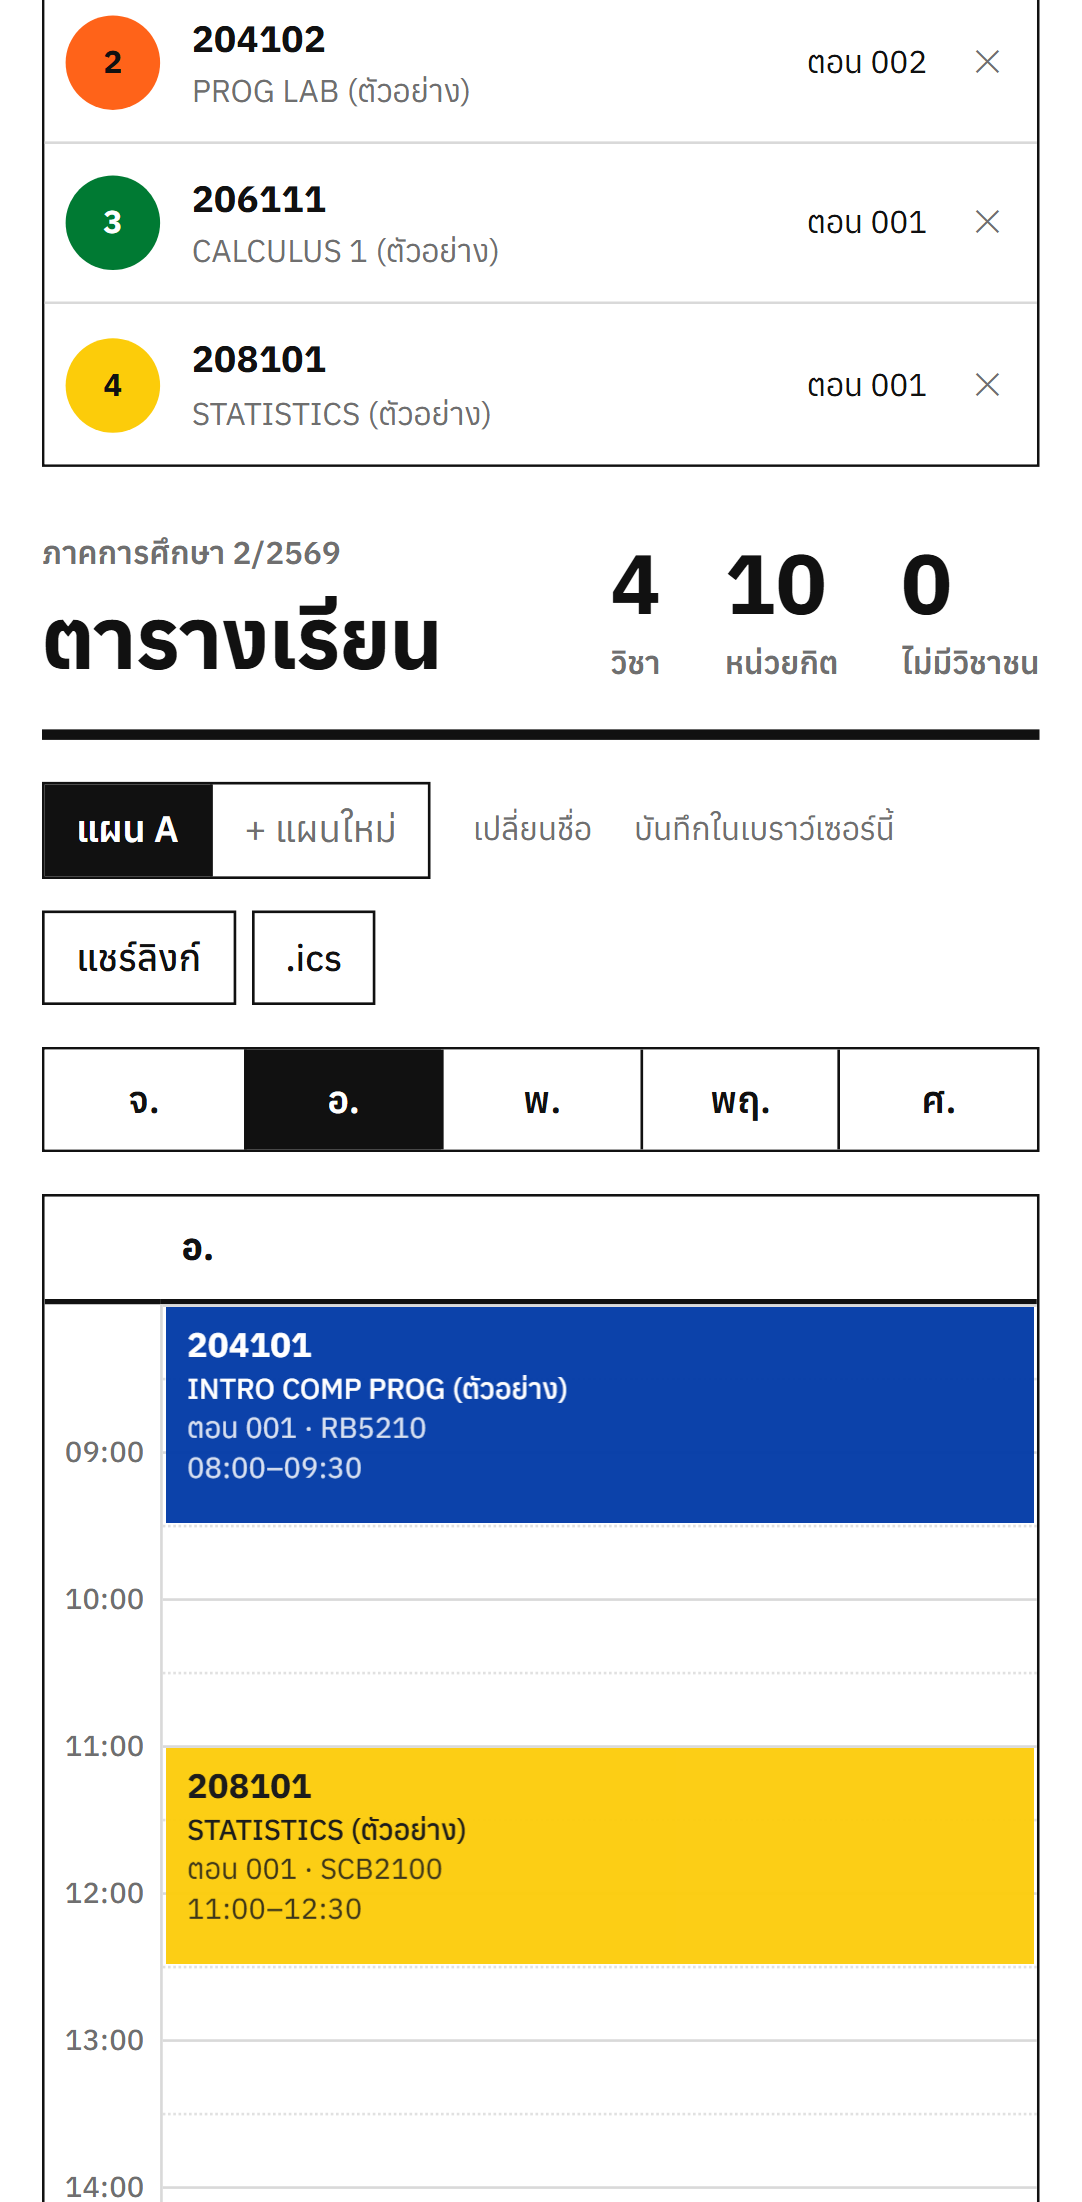 2
204102
PROG LAB (ตัวอย่าง)
ตอน 002
3
206111
CALCULUS 1 (ตัวอย่าง)
ตอน 001
4
208101
STATISTICS (ตัวอย่าง)
ตอน 001
ภาคการศึกษา 2/2569
ตารางเรียน
4
วิชา
10
หน่วยกิต
0
ไม่มีวิชาชน
แผน A
+ แผนใหม่
เปลี่ยนชื่อ
บันทึกในเบราว์เซอร์นี้
แชร์ลิงก์
.ics
จ.
อ.
พ.
พฤ.
ศ.
อ.
204101
INTRO COMP PROG (ตัวอย่าง)
ตอน 001 · RB5210
08:00–09:30
09:00
10:00
11:00
208101
STATISTICS (ตัวอย่าง)
ตอน 001 · SCB2100
11:00–12:30
12:00
13:00
14:00